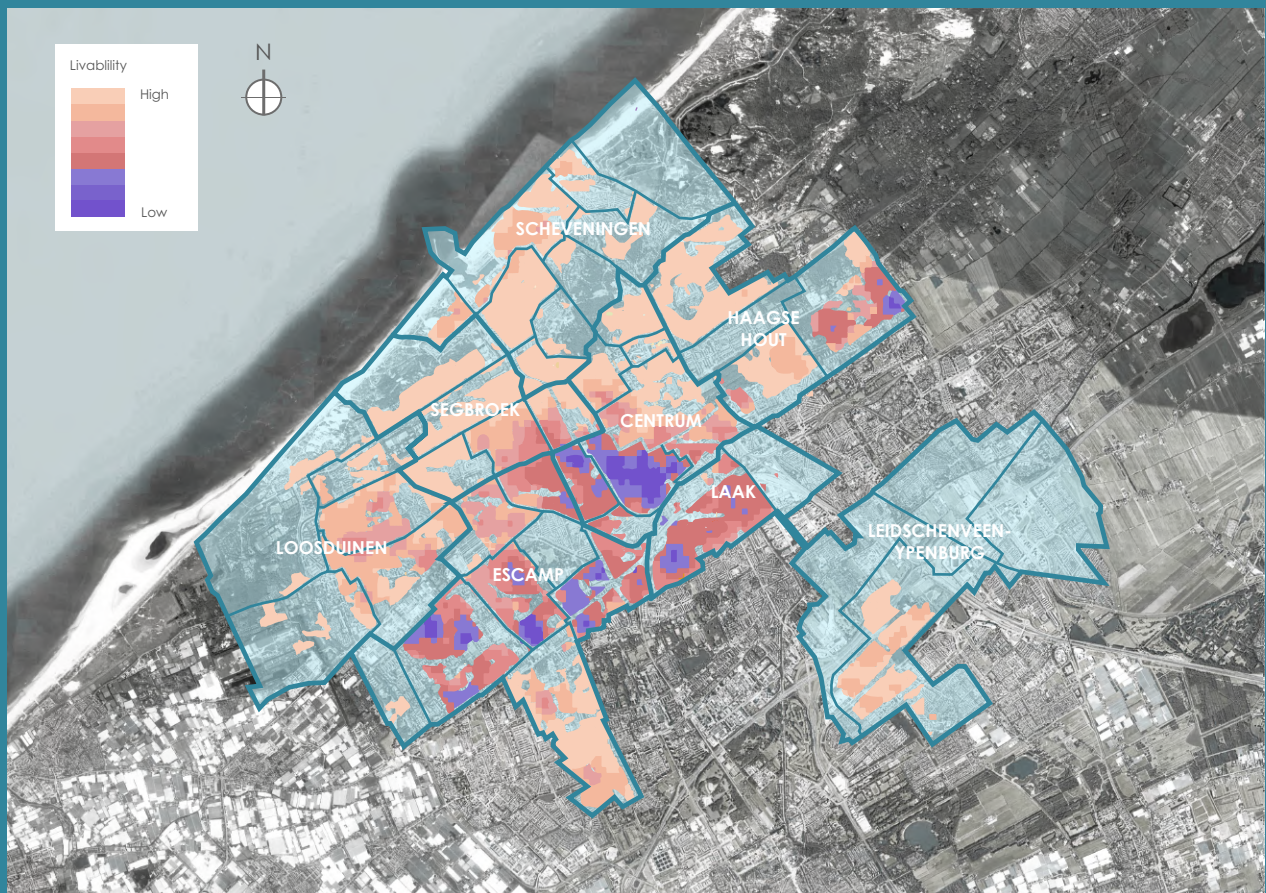 Livablility
High
Low
N
SCHEVENINGEN
HAAGSE
HOUT
SEGBROEK
CENTRUM
LAAK
LOOSDUINEN
ESCAMP
LEIDSCHENVEEN-
YPENBURG